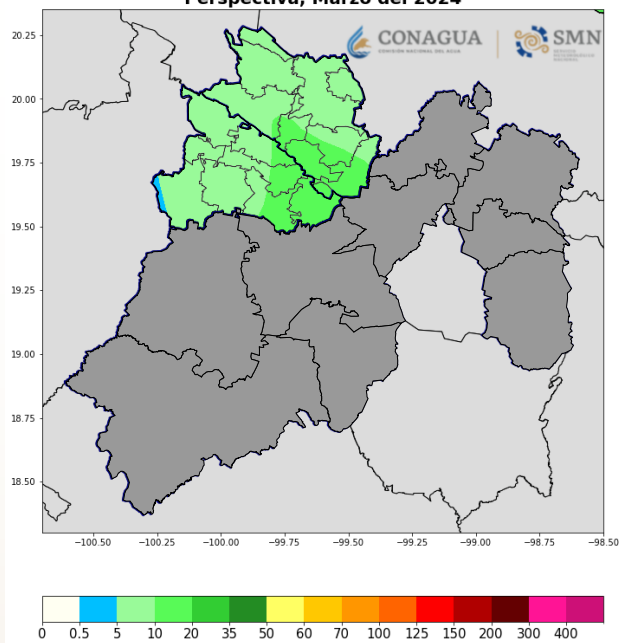 Perspectiva, Marzo del 2024
CONAGUA
COMISIÓN NACIONAL DEL AGUA
SMN
20.25
20.00
19.75
19.50
19.25
19.00
18.75
18.50
−100.50 −100.25 −100.00 −99.75 −99.50 −99.25 −99.00 −98.75 −98.50
0 0.5 5 10 20 35 50 60 70 100 125 150 200 300 400